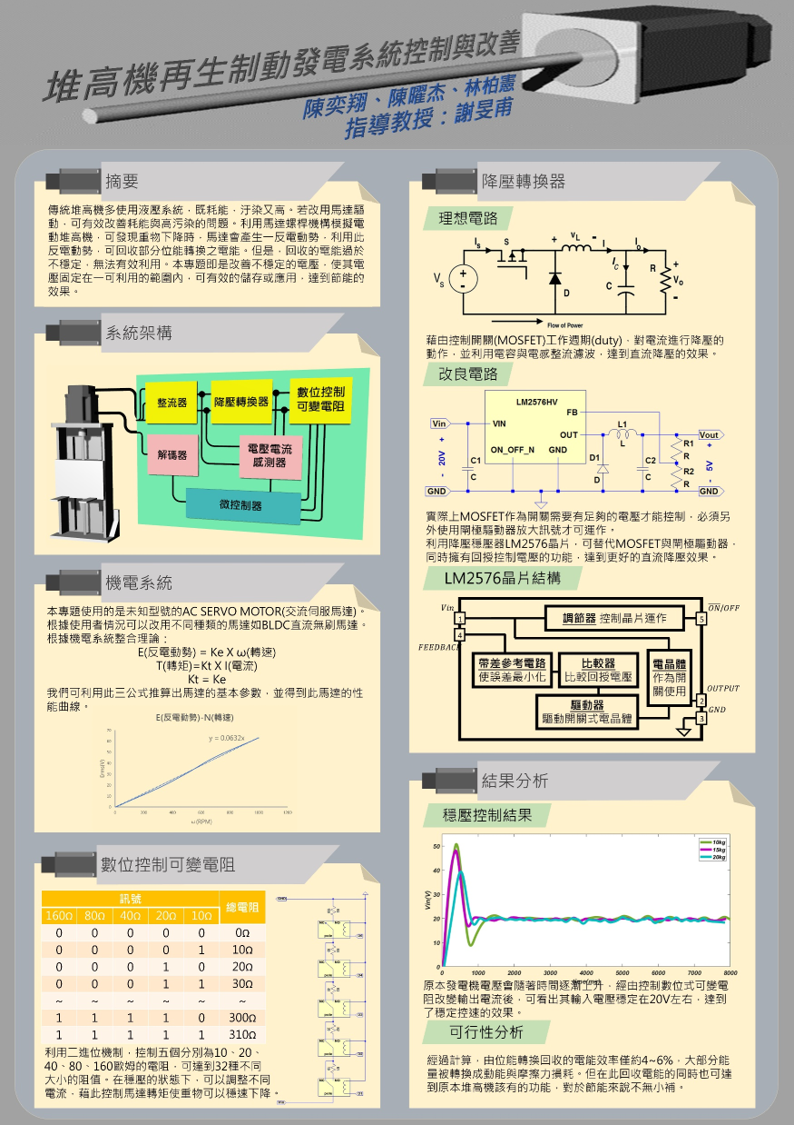 堆高機再生制動發電系統控制與改善
陳奕翔、陳曜杰、林柏憲
指導教授：謝旻甫
摘要
傳統堆高機多使用液壓系統，既耗能，汙染又高。若改用馬達驅
動，可有效改善耗能與高污染的問題。利用馬達螺桿機構模擬電
動堆高機，可發現重物下降時，馬達會產生一反電動勢，利用此
反電動勢，可回收部分位能轉換之電能。但是，回收的電能過於
不穩定，無法有效利用。本專題即是改善不穩定的電壓，使其電
壓固定在一可利用的範圍內，可有效的儲存或應用，達到節能的
效果。
系統架構
整流器
降壓轉換器
數位控制
可變電阻
解碼器
電壓電流
感測器
微控制器
機電系統
本專題使用的是未知型號的AC SERVO MOTOR(交流伺服馬達)。
根據使用者情況可以改用不同種類的馬達如BLDC直流無刷馬達。
根據機電系統整合理論：
E(反電動勢) = Ke X ω(轉速)
T(轉矩)=Kt X I(電流)
Kt = Ke
我們可利用此三公式推算出馬達的基本參數，並得到此馬達的性
能曲線。
E(反電動勢)-N(轉速)
y = 0.0632x
ω(RPM)
數位控制可變電阻
訊號 總電阻
160Ω 80Ω 40Ω 20Ω 10Ω
0 0 0 0 0 0Ω
0 0 0 0 1 10Ω
0 0 0 1 0 20Ω
0 0 0 1 1 30Ω
~ ~ ~ ~ ~ ~
1 1 1 1 0 300Ω
1 1 1 1 1 310Ω
利用二進位機制，控制五個分別為10、20、
40、80、160歐姆的電阻，可達到32種不同
大小的阻值。在穩壓的狀態下，可以調整不同
電流，藉此控制馬達轉矩使重物可以穩速下降。
降壓轉換器
理想電路
Is S + vL - I Io
Vs + - D Ic C R + Vo -
Flow of Power
藉由控制開關(MOSFET)工作週期(duty)，對電流進行降壓的
動作，並利用電容與電感整流濾波，達到直流降壓的效果。
改良電路
LM2576HV
FB
Vin VIN
OUT L1 Vout
L
ON_OFF_N GND
+ 20V - C1 C D1 D C2 C R1 R R2 R + 5V -
GND GND
實際上MOSFET作為開關需要有足夠的電壓才能控制，必須另
外使用閘極驅動器放大訊號才可運作。
利用降壓穩壓器LM2576晶片，可替代MOSFET與閘極驅動器，
同時擁有回授控制電壓的功能，達到更好的直流降壓效果。
LM2576晶片結構
Vin
1
ON/OFF
5
調節器 控制晶片運作
4
FEEDBACK
帶差參考電路
使誤差最小化
比較器
比較回授電壓
電晶體
作為開
關使用
驅動器
驅動開關式電晶體
OUTPUT
2
GND
3
結果分析
穩壓控制結果
10kg
15kg
20kg
Vin(V)
50
40
30
20
10
0
0 1000 2000 3000 4000 5000 6000 7000 8000
原本發電機電壓會隨著時間逐漸上升，經由控制數位式可變電
阻改變輸出電流後，可看出其輸入電壓穩定在20V左右，達到
了穩定控速的效果。
可行性分析
經過計算，由位能轉換回收的電能效率僅約4~6%，大部分能
量被轉換成動能與摩擦力損耗。但在此回收電能的同時也可達
到原本堆高機該有的功能，對於節能來說不無小補。